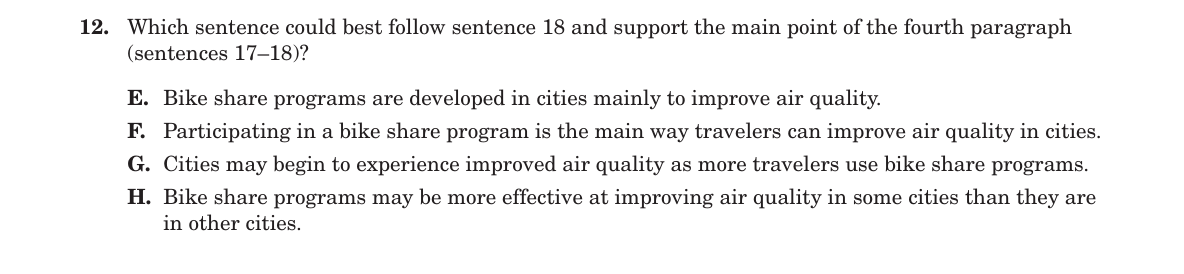 12. Which sentence could best follow sentence 18 and support the main point of the fourth paragraph
(sentences 17–18)?
E. Bike share programs are developed in cities mainly to improve air quality.
F. Participating in a bike share program is the main way travelers can improve air quality in cities.
G. Cities may begin to experience improved air quality as more travelers use bike share programs.
H. Bike share programs may be more effective at improving air quality in some cities than they are
in other cities.